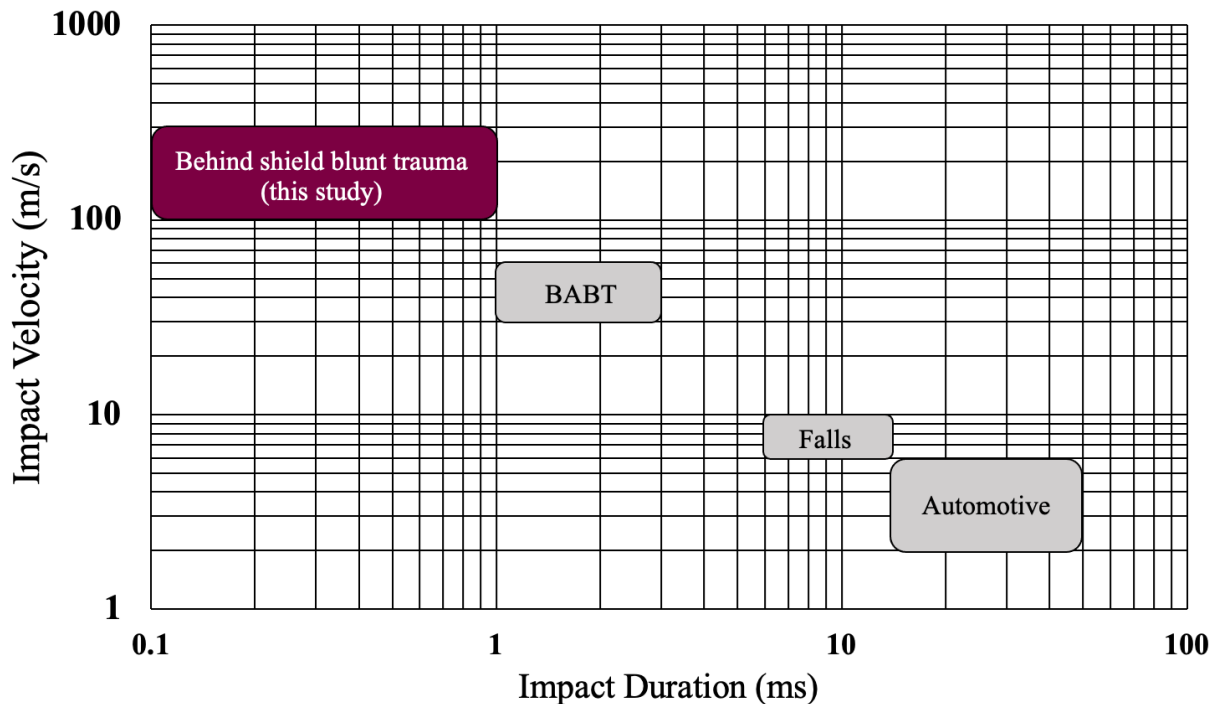 1000
100
10
1
Impact Velocity (m/s)
Behind shield blunt trauma
(this study)
BABT
Falls
Automotive
0.1 1 10 100
Impact Duration (ms)